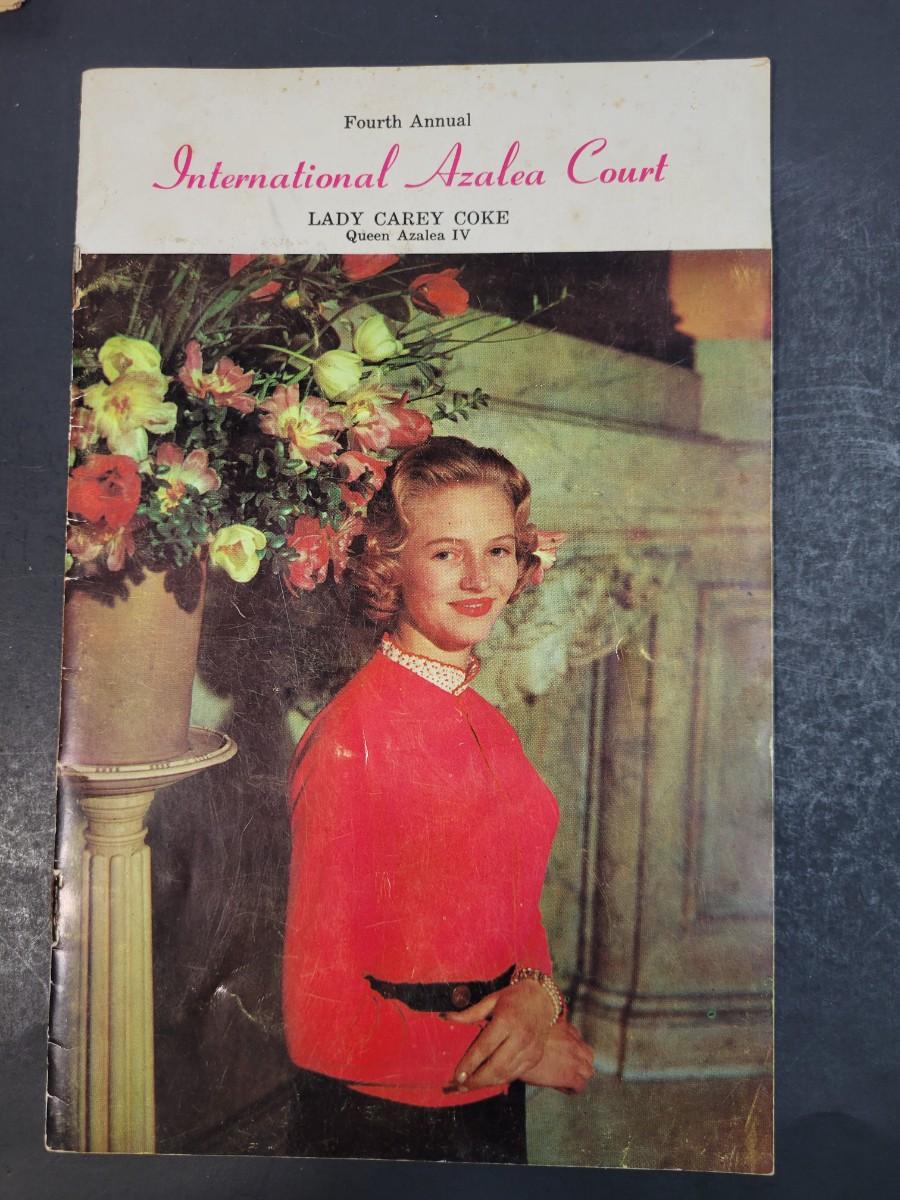 Fourth Annual
International Azalea Court
LADY CAREY COKE
Queen Azalea IV